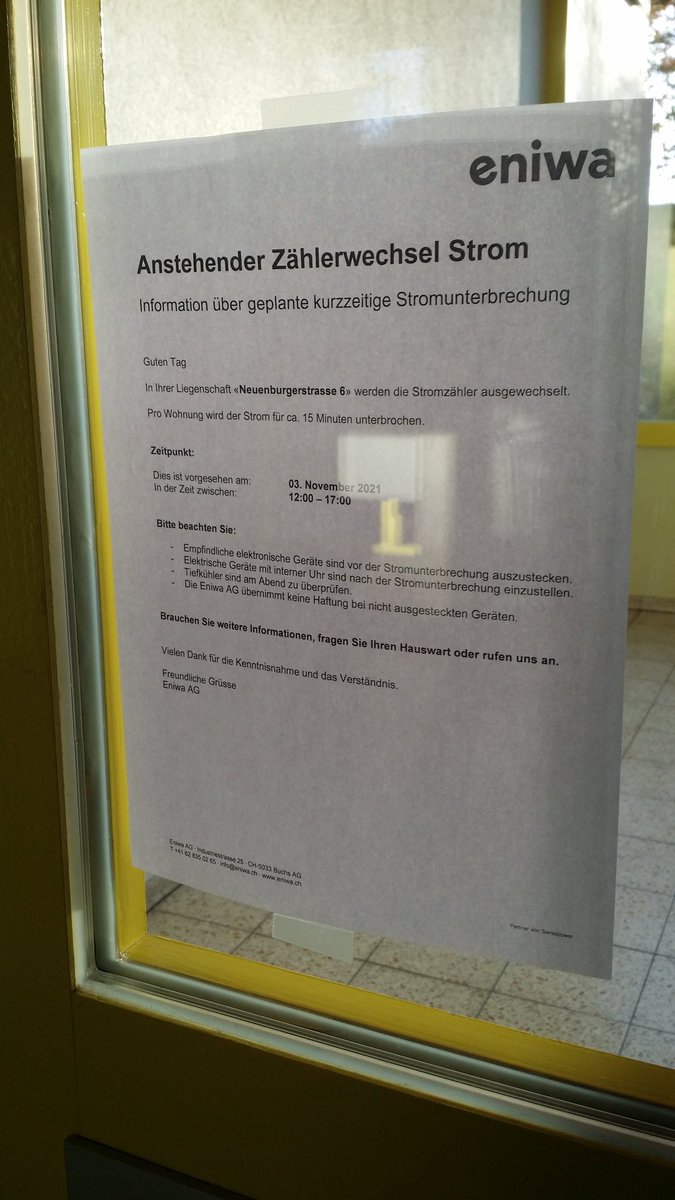 eniwa
Anstehender Zählerwechsel Strom
Information über geplante kurzzeitige Stromunterbrechung
Guten Tag
In Ihrer Liegenschaft «Neuenburgerstrasse 6» werden die Stromzähler ausgewechselt.
Pro Wohnung wird der Strom für ca. 15 Minuten unterbrochen.
Zeitpunkt:
Dies ist vorgesehen am: 03. November 2021
In der Zeit zwischen: 12:00 – 17:00
Bitte beachten Sie:
- Empfindliche elektronische Geräte sind vor der Stromunterbrechung auszustecken.
- Elektrische Geräte mit interner Uhr sind nach der Stromunterbrechung einzustellen.
- Tiefkühler sind am Abend zu überprüfen.
- Die Eniwa AG übernimmt keine Haftung bei nicht ausgesteckten Geräten.
Brauchen Sie weitere Informationen, fragen Sie Ihren Hauswart oder rufen uns an.
Vielen Dank für die Kenntnisnahme und das Verständnis.
Freundliche Grüsse
Eniwa AG
Eniwa AG · Industriestrasse 25 · CH-5033 Buchs AG
T +41 62 835 02 65 · info@eniwa.ch · www.eniwa.ch
Partner von Swisspower